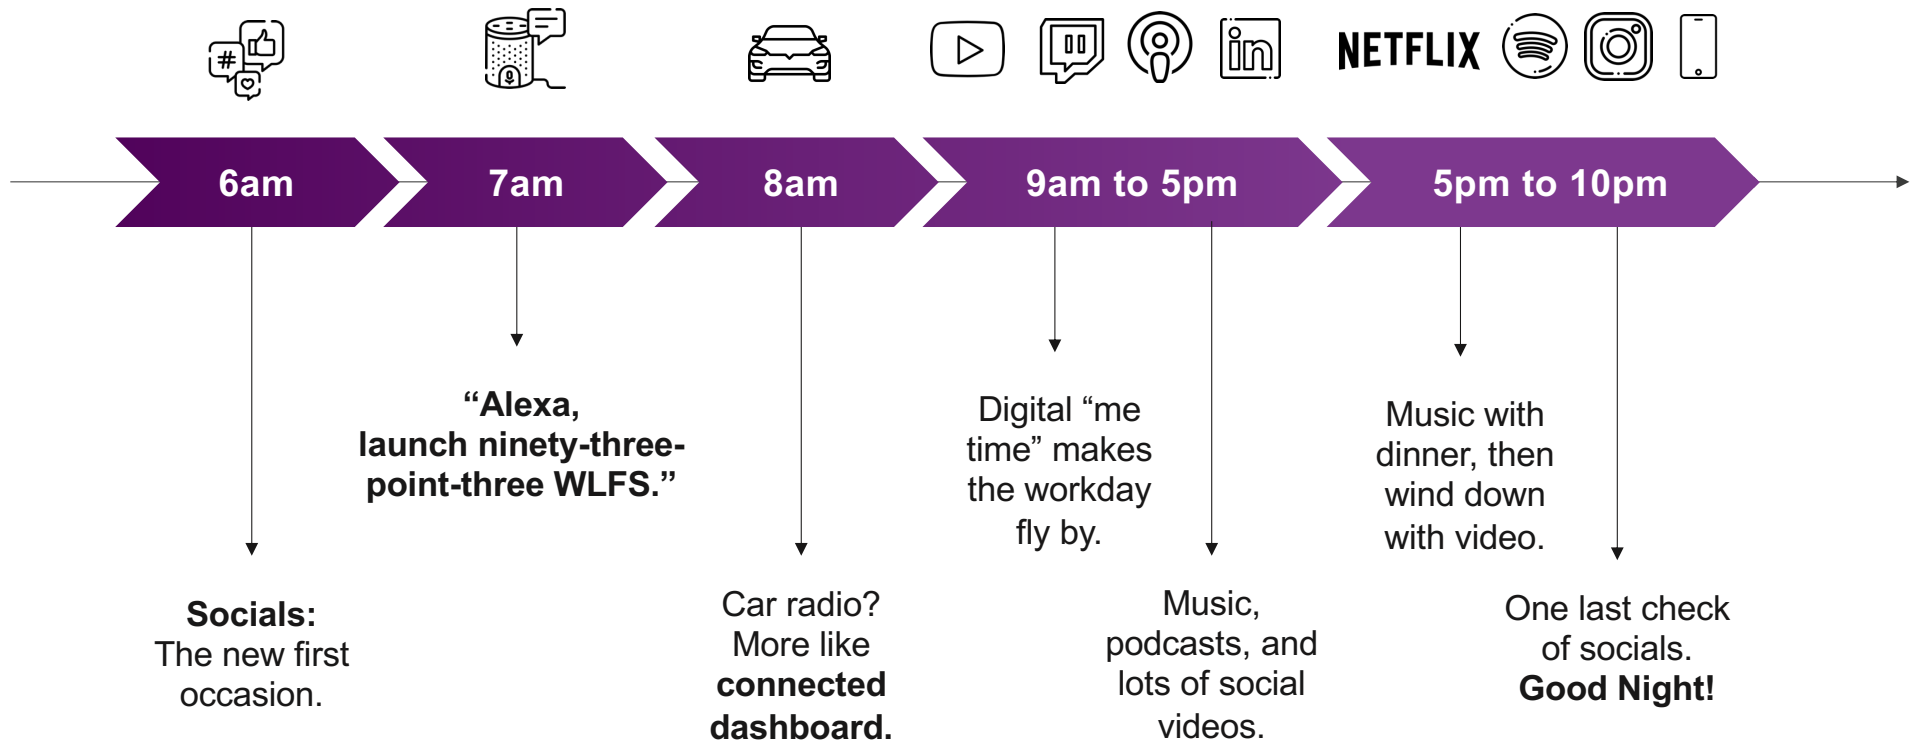 #
in
NETFLIX
6am
7am
8am
9am to 5pm
5pm to 10pm
Socials:
The new first
occasion.
“Alexa,
launch ninety-three-
point-three WLFS.”
Car radio?
More like
connected
dashboard.
Digital “me
time” makes
the workday
fly by.
Music,
podcasts, and
lots of social
videos.
Music with
dinner, then
wind down
with video.
One last check
of socials.
Good Night!